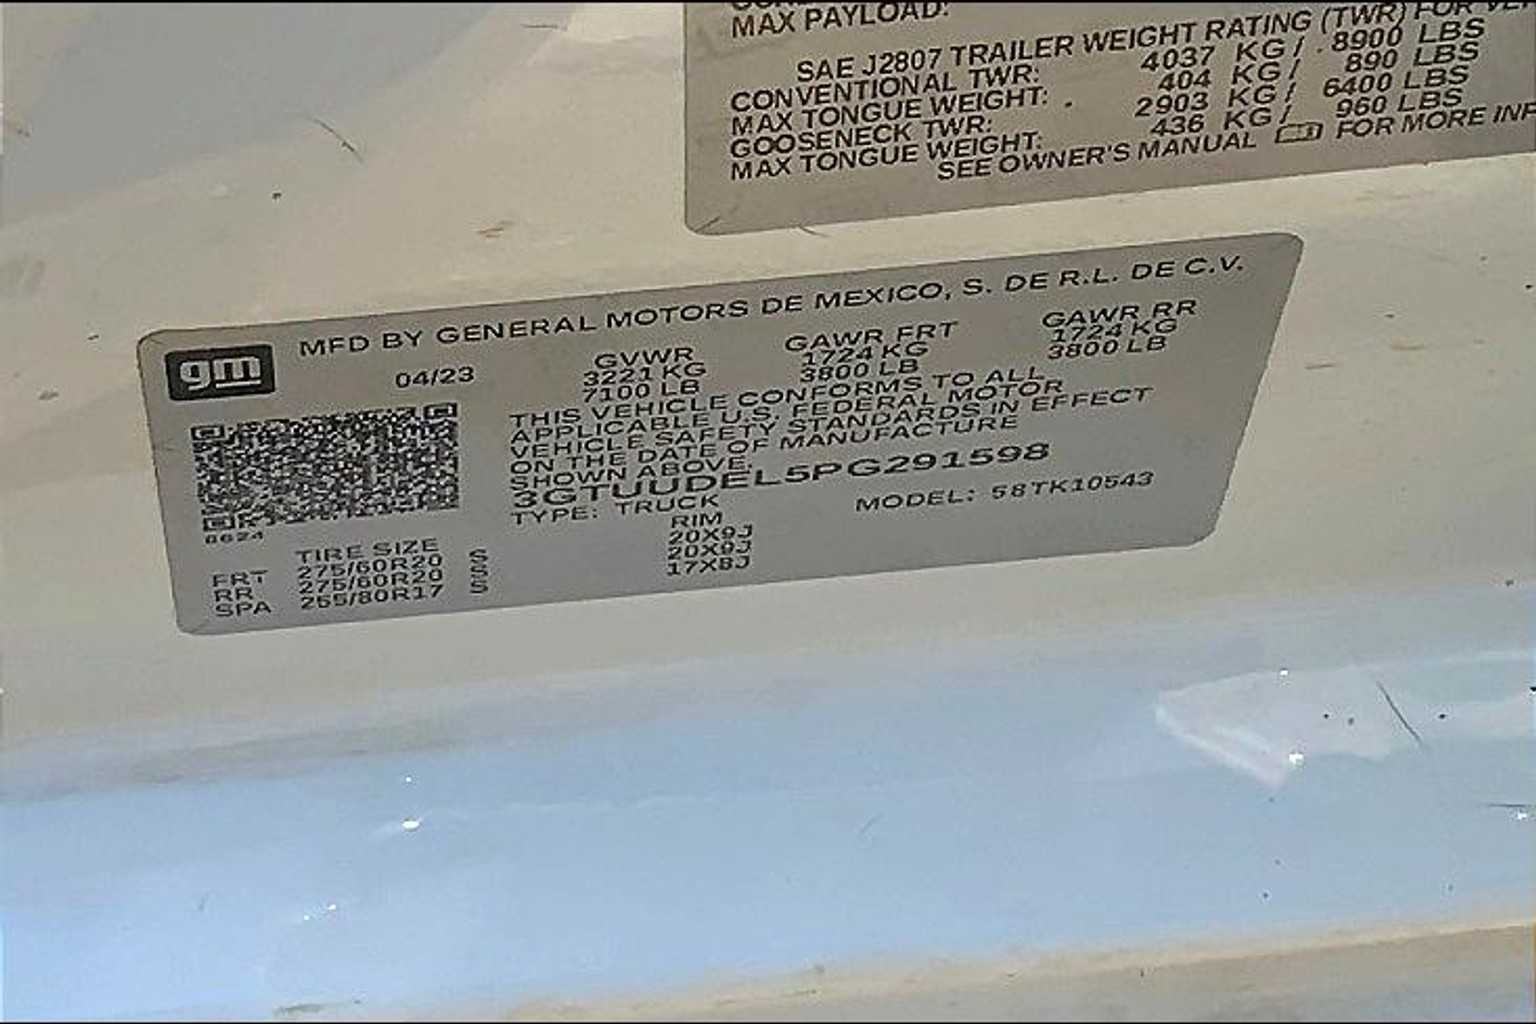 MAX PAYLOAD:
SAE J2807 TRAILER WEIGHT RATING (TWR) FOR
CONVENTIONAL TWR: 4037 KG / 8900 LBS
MAX TONGUE WEIGHT: 404 KG / 890 LBS
GOOSENECK TWR: 2903 KG / 6400 LBS
MAX TONGUE WEIGHT: 436 KG / 960 LBS
SEE OWNER'S MANUAL FOR MORE INF
gm
MFD BY GENERAL MOTORS DE MEXICO, S. DE R.L. DE C.V.
04/23 GVWR GAWR FRT GAWR RR
3221 KG 1724 KG 1724 KG
7100 LB 3800 LB 3800 LB
THIS VEHICLE CONFORMS TO ALL
APPLICABLE U.S. FEDERAL MOTOR
VEHICLE SAFETY STANDARDS IN EFFECT
ON THE DATE OF MANUFACTURE
SHOWN ABOVE.
3GTUUDEL5PG291598
TYPE: TRUCK MODEL: 58TK10543
8624
TIRE SIZE RIM
FRT 275/60R20 S 20X9J
RR 275/60R20 S 20X9J
SPA 255/80R17 S 17X8J